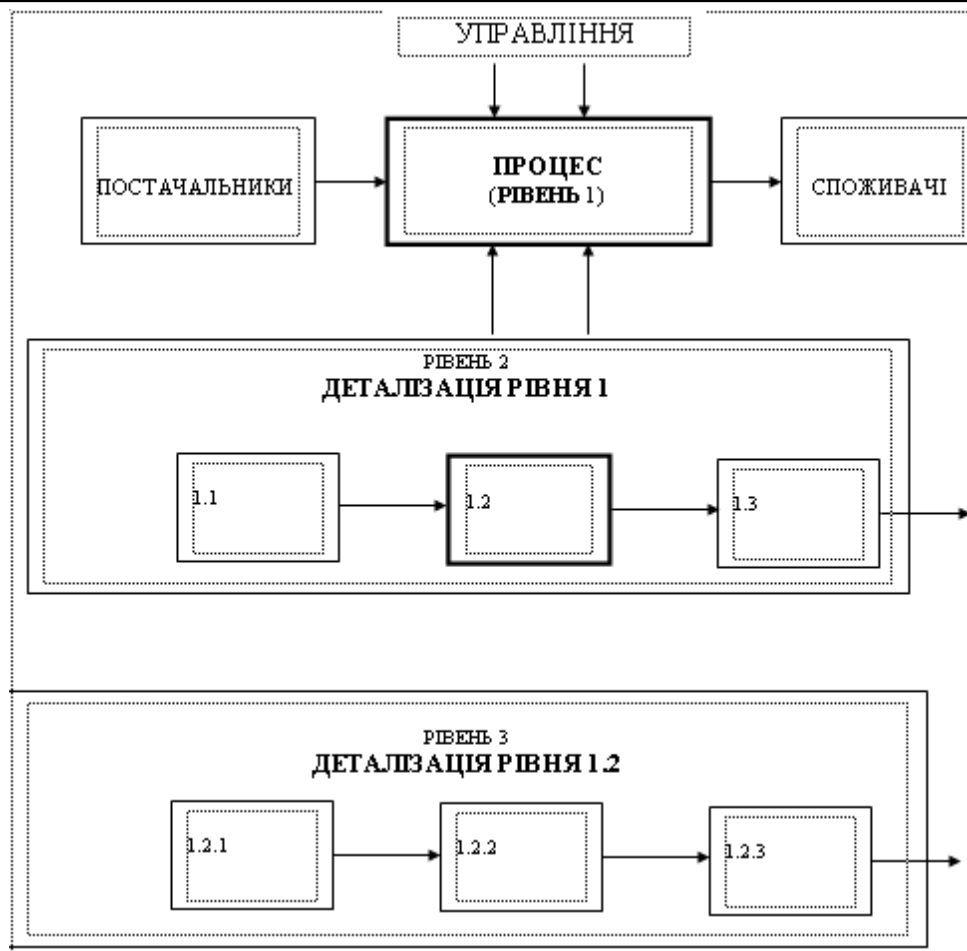 УПРАВЛІННЯ
ПОСТАЧАЛЬНИКИ
ПРОЦЕС
(РІВЕНЬ 1)
СПОЖИВАЧІ
РІВЕНЬ 2
ДЕТАЛІЗАЦІЯ РІВНЯ 1
1.1
1.2
1.3
РІВЕНЬ 3
ДЕТАЛІЗАЦІЯ РІВНЯ 1.2
1.2.1
1.2.2
1.2.3